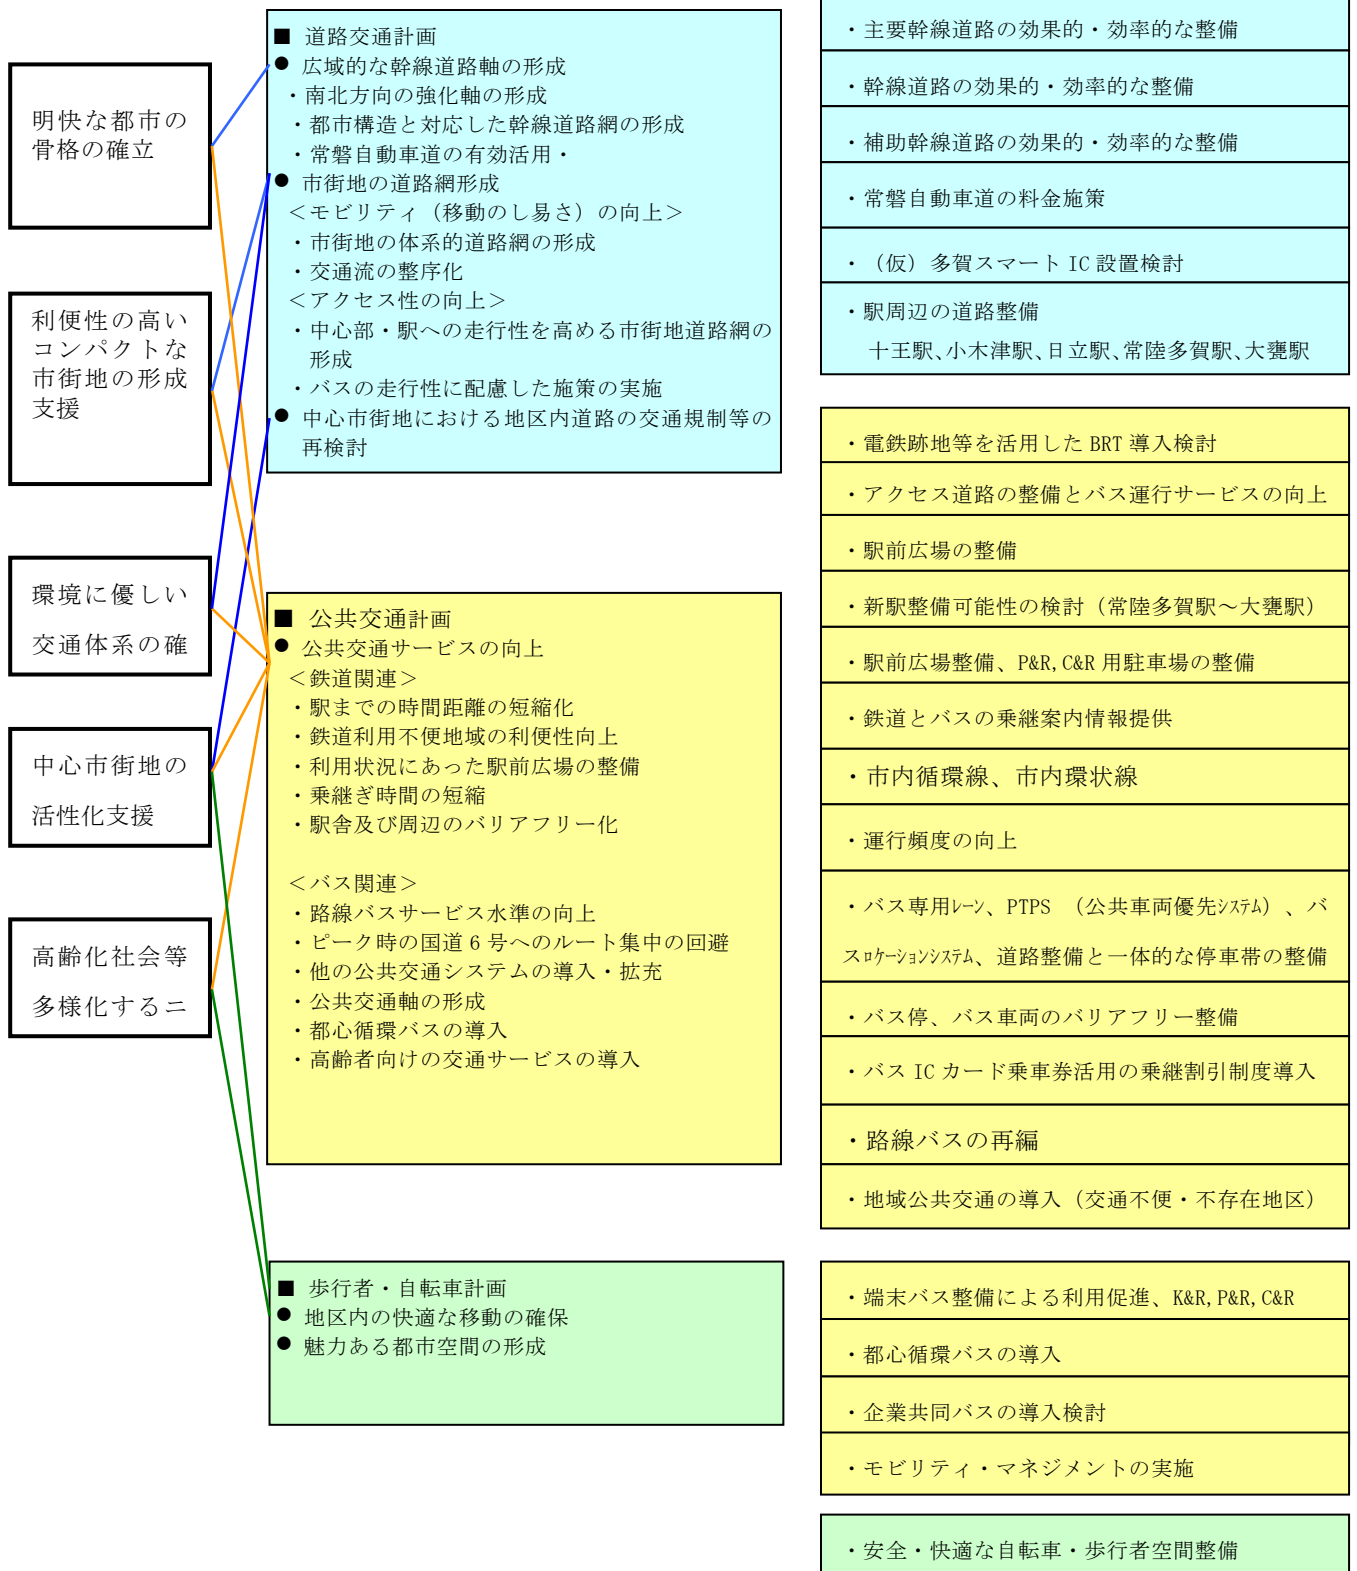 明快な都市の
骨格の確立
利便性の高い
コンパクトな
市街地の形成
支援
環境に優しい
交通体系の確
中心市街地の
活性化支援
高齢化社会等
多様化するニ
■ 道路交通計画
● 広域的な幹線道路軸の形成
・南北方向の強化軸の形成
・都市構造と対応した幹線道路網の形成
・常磐自動車道の有効活用・
● 市街地の道路網形成
＜モビリティ（移動のし易さ）の向上＞
・市街地の体系的道路網の形成
・交通流の整序化
＜アクセス性の向上＞
・中心部・駅への走行性を高める市街地道路網の
形成
・バスの走行性に配慮した施策の実施
● 中心市街地における地区内道路の交通規制等の
再検討
■ 公共交通計画
● 公共交通サービスの向上
＜鉄道関連＞
・駅までの時間距離の短縮化
・鉄道利用不便地域の利便性向上
・利用状況にあった駅前広場の整備
・乗継ぎ時間の短縮
・駅舎及び周辺のバリアフリー化
＜バス関連＞
・路線バスサービス水準の向上
・ピーク時の国道6号へのルート集中の回避
・他の公共交通システムの導入・拡充
・公共交通軸の形成
・都心循環バスの導入
・高齢者向けの交通サービスの導入
■ 歩行者・自転車計画
● 地区内の快適な移動の確保
● 魅力ある都市空間の形成
・主要幹線道路の効果的・効率的な整備
・幹線道路の効果的・効率的な整備
・補助幹線道路の効果的・効率的な整備
・常磐自動車道の料金施策
・（仮）多賀スマート IC 設置検討
・駅周辺の道路整備
十王駅、小木津駅、日立駅、常陸多賀駅、大甕駅
・電鉄跡地等を活用した BRT 導入検討
・アクセス道路の整備とバス運行サービスの向上
・駅前広場の整備
・新駅整備可能性の検討（常陸多賀駅～大甕駅）
・駅前広場整備、P&R,C&R 用駐車場の整備
・鉄道とバスの乗継案内情報提供
・市内循環線、市内環状線
・運行頻度の向上
・バス専用ﾚｰﾝ、PTPS （公共車両優先ｼｽﾃﾑ）、バ
スﾛｹｰｼｮﾝｼｽﾃﾑ、道路整備と一体的な停車帯の整備
・バス停、バス車両のバリアフリー整備
・バス IC カード乗車券活用の乗継割引制度導入
・路線バスの再編
・地域公共交通の導入（交通不便・不存在地区）
・端末バス整備による利用促進、K&R,P&R,C&R
・都心循環バスの導入
・企業共同バスの導入検討
・モビリティ・マネジメントの実施
・安全・快適な自転車・歩行者空間整備